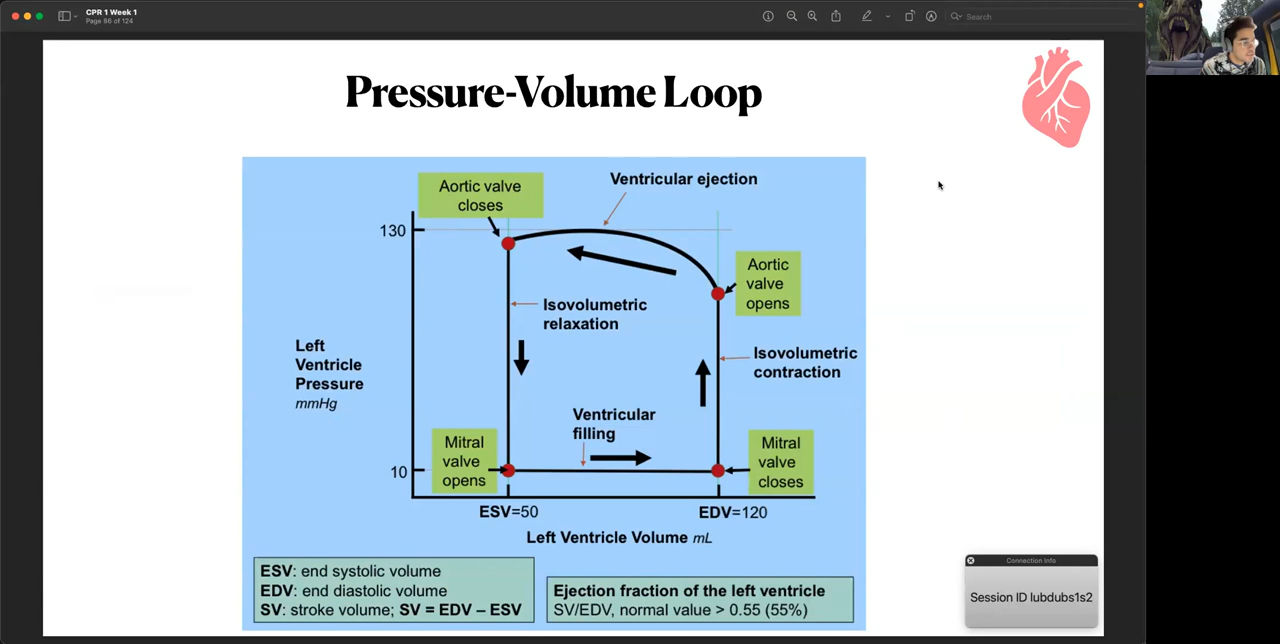 CPR 1 Week 1
Page 86 of 124
Search
Pressure-Volume Loop
Aortic valve
closes
Ventricular ejection
130
Aortic
valve
opens
Isovolumetric
relaxation
Left
Ventricle
Pressure
mmHg
Isovolumetric
contraction
Ventricular
filling
Mitral
valve
opens
Mitral
valve
closes
10
ESV=50
EDV=120
Left Ventricle Volume mL
ESV: end systolic volume
EDV: end diastolic volume
SV: stroke volume; SV = EDV – ESV
Ejection fraction of the left ventricle
SV/EDV, normal value > 0.55 (55%)
Connection Info
Session ID lubdubs1s2